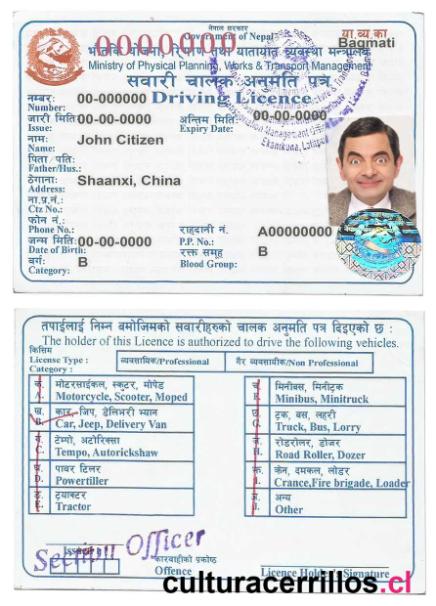 नेपाल सरकार
Government of Nepal
0000000
या.व्य.का
Bagmati
भौतिक योजना, निर्माण तथा यातायात व्यवस्था मन्त्रालय
Ministry of Physical Planning, Works & Transport Management
सवारी चालक अनुमति पत्र
नम्बर: 00-000000 Driving Licence
Number:
जारी मिति: 00-00-0000 अन्तिम मिति: 00-00-0000
Issue: Expiry Date:
नाम: John Citizen
Name:
पिता/पति:
Father/Hus.:
ठेगाना: Shaanxi, China
Address:
ना.प्र.नं.:
Ctz No.:
फोन नं.:
Phone No.: राहदानी नं. A00000000
जन्म मिति: 00-00-0000 P.P. No.:
Date of Birth: रक्त समूह B
वर्ग: B Blood Group:
Category:
तपाईलाई निम्न बमोजिमको सवारीहरुको चालक अनुमति पत्र दिइएको छ :
The holder of this Licence is authorized to drive the following vehicles.
किसिम
License Type : व्यवसायिक/Professional गैर व्यवसायीक/Non Professional
Category :
क. मोटरसाईकल, स्कुटर, मोपेड
A. Motorcycle, Scooter, Moped
ख. कार, जिप, डेलिभरी भ्यान
B. Car, Jeep, Delivery Van
ग. टेम्पो, अटोरिक्सा
C. Tempo, Autorickshaw
घ. पावर टिलर
D. Powertiller
ङ. ट्र्याक्टर
E. Tractor
च. मिनीबस, मिनीट्रक
F. Minibus, Minitruck
छ. ट्रक, बस, लहरी
G. Truck, Bus, Lorry
ज. रोडरोलर, डोजर
H. Road Roller, Dozer
झ. क्रेन, दमकल, लोडर
I. Crance,Fire brigade, Loader
ञ. अन्य
J. Other
Section Officer
कारवाहीको प्रकोष्ठ
Offence
Licence Holder's Signature
culturacerrillos.cl